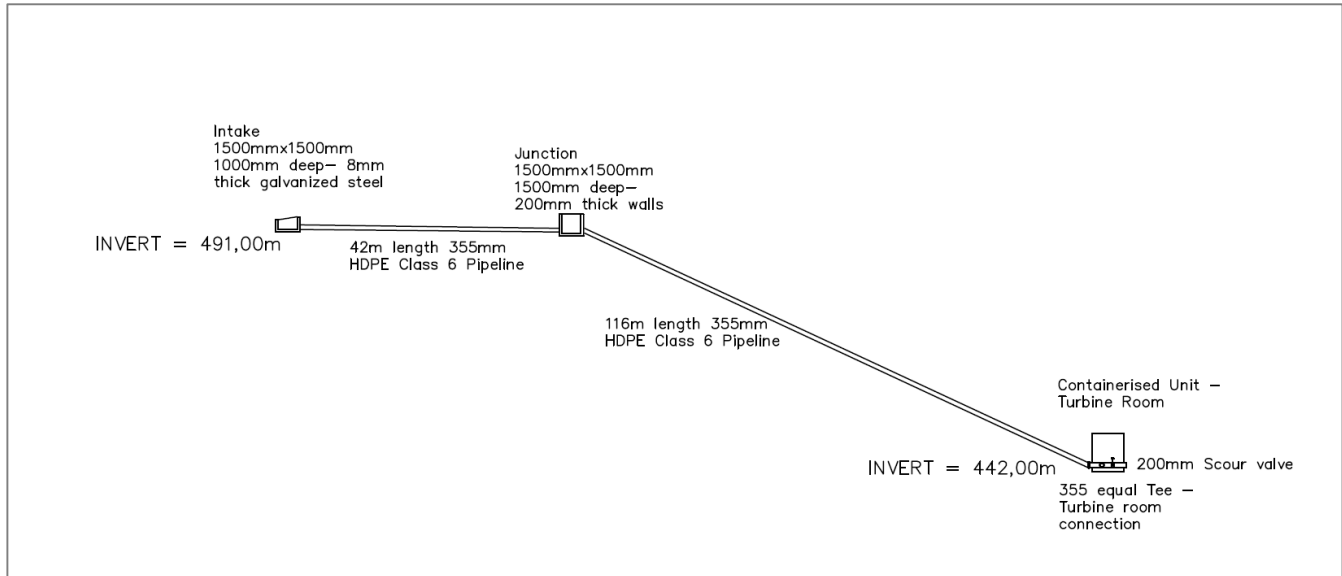 Intake
1500mmx1500mm
1000mm deep– 8mm
thick galvanized steel
INVERT = 491,00m
42m length 355mm
HDPE Class 6 Pipeline
Junction
1500mmx1500mm
1500mm deep–
200mm thick walls
116m length 355mm
HDPE Class 6 Pipeline
Containerised Unit –
Turbine Room
INVERT = 442,00m
200mm Scour valve
355 equal Tee –
Turbine room
connection